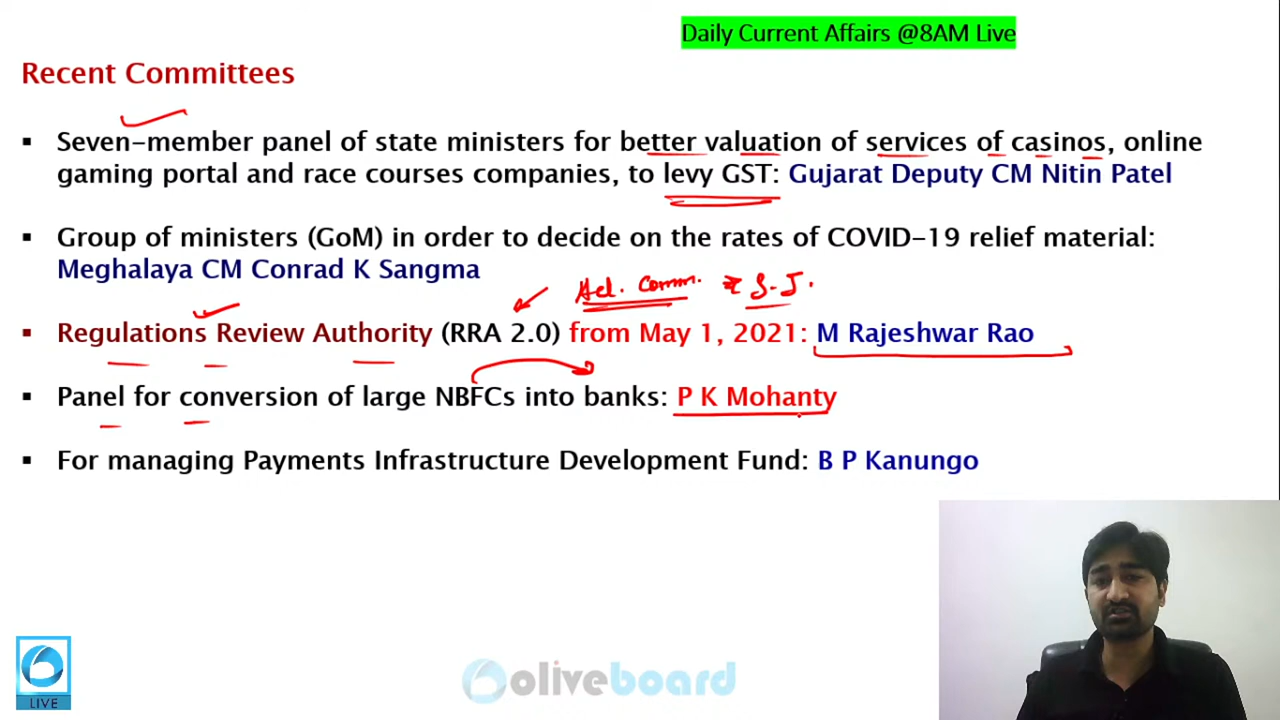 Daily Current Affairs @8AM Live
Recent Committees
▪ Seven-member panel of state ministers for better valuation of services of casinos, online
gaming portal and race courses companies, to levy GST: Gujarat Deputy CM Nitin Patel
▪ Group of ministers (GoM) in order to decide on the rates of COVID-19 relief material:
Meghalaya CM Conrad K Sangma
Comm. S.J.
▪ Regulations Review Authority (RRA 2.0) from May 1, 2021: M Rajeshwar Rao
▪ Panel for conversion of large NBFCs into banks: P K Mohanty
▪ For managing Payments Infrastructure Development Fund: B P Kanungo
LIVE
oliveboard